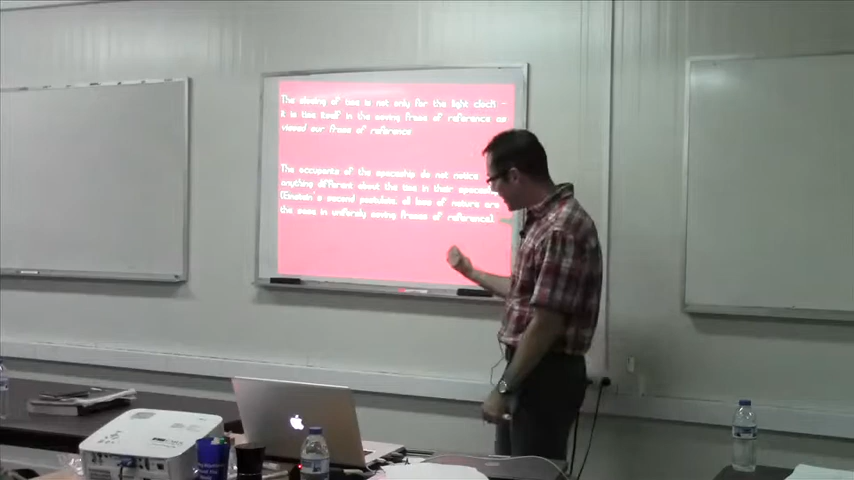 The slowing of time is not only for the light clock -
it is time itself in the moving frame of reference as
viewed our frame of reference
The occupants of the spaceship do not notice
anything different about the time in their spaceship
(Einstein's second postulate, all laws of nature are
the same in uniformly moving frames of reference).